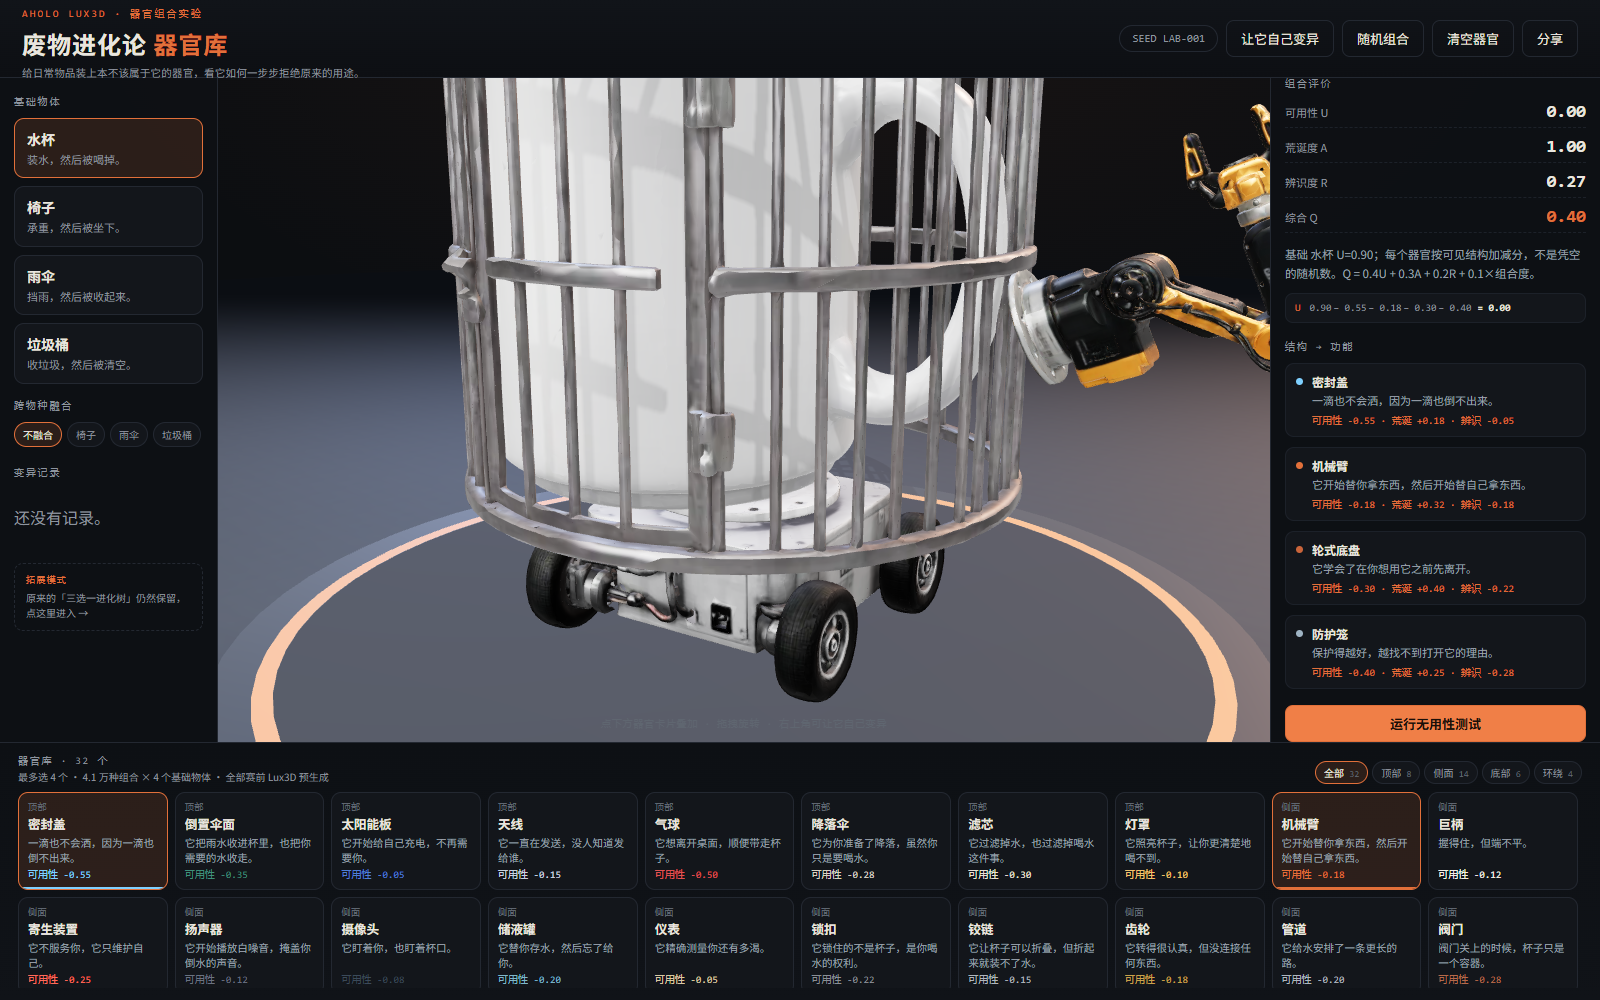 AHOLO LUX3D · 器官组合实验
废物进化论 器官库
给日常物品装上本不该属于它的器官，看它如何一步步拒绝原来的用途。
SEED LAB-001
让它自己变异
随机组合
清空器官
分享
基础物体
水杯
装水，然后被喝掉。
椅子
承重，然后被坐下。
雨伞
挡雨，然后被收起来。
垃圾桶
收垃圾，然后被清空。
跨物种融合
不融合
椅子
雨伞
垃圾桶
变异记录
还没有记录。
拓展模式
原来的「三选一进化树」仍然保留，
点这里进入 →
组合评价
可用性 U 0.00
荒诞度 A 1.00
辨识度 R 0.27
综合 Q 0.40
基础 水杯 U=0.90；每个器官按可见结构加减分，不是凭空
的随机数。Q = 0.4U + 0.3A + 0.2R + 0.1×组合度。
U 0.90 − 0.55 − 0.18 − 0.30 − 0.40 = 0.00
结构 → 功能
密封盖
一滴也不会洒，因为一滴也倒不出来。
可用性 -0.55 · 荒诞 +0.18 · 辨识 -0.05
机械臂
它开始替你拿东西，然后开始替自己拿东西。
可用性 -0.18 · 荒诞 +0.32 · 辨识 -0.18
轮式底盘
它学会了在你想用它之前先离开。
可用性 -0.30 · 荒诞 +0.40 · 辨识 -0.22
防护笼
保护得越好，越找不到打开它的理由。
可用性 -0.40 · 荒诞 +0.25 · 辨识 -0.28
运行无用性测试
器官库 · 32 个
最多选 4 个 · 4.1 万种组合 × 4 个基础物体 · 全部赛前 Lux3D 预生成
全部 32
顶部 8
侧面 14
底部 6
环绕 4
顶部
密封盖
一滴也不会洒，因为一滴也
倒不出来。
可用性 -0.55
顶部
倒置伞面
它把雨水收进杯里，也把你
需要的水收走。
可用性 -0.35
顶部
太阳能板
它开始给自己充电，不再需
要你。
可用性 -0.05
顶部
天线
它一直在发送，没人知道发
给谁。
可用性 -0.15
顶部
气球
它想离开桌面，顺便带走杯
子。
可用性 -0.50
顶部
降落伞
它为你准备了降落，虽然你
只是要喝水。
可用性 -0.28
顶部
滤芯
它过滤掉水，也过滤掉喝水
这件事。
可用性 -0.30
顶部
灯罩
它照亮杯子，让你更清楚地
喝不到。
可用性 -0.10
侧面
机械臂
它开始替你拿东西，然后开
始替自己拿东西。
可用性 -0.18
侧面
巨柄
握得住，但端不平。
可用性 -0.12
侧面
寄生装置
它不服务你，它只维护自
己。
可用性 -0.25
侧面
扬声器
它开始播放白噪音，掩盖你
倒水的声音。
可用性 -0.12
侧面
摄像头
它盯着你，也盯着杯口。
可用性 -0.08
侧面
储液罐
它替你存水，然后忘了给
你。
可用性 -0.20
侧面
仪表
它精确测量你还有多渴。
可用性 -0.05
侧面
锁扣
它锁住的不是杯子，是你喝
水的权利。
可用性 -0.22
侧面
铰链
它让杯子可以折叠，但折起
来就装不了水。
可用性 -0.15
侧面
齿轮
它转得很认真，但没连接任
何东西。
可用性 -0.18
侧面
管道
它给水安排了一条更长的
路。
可用性 -0.20
侧面
阀门
阀门关上的时候，杯子只是
一个容器。
可用性 -0.28